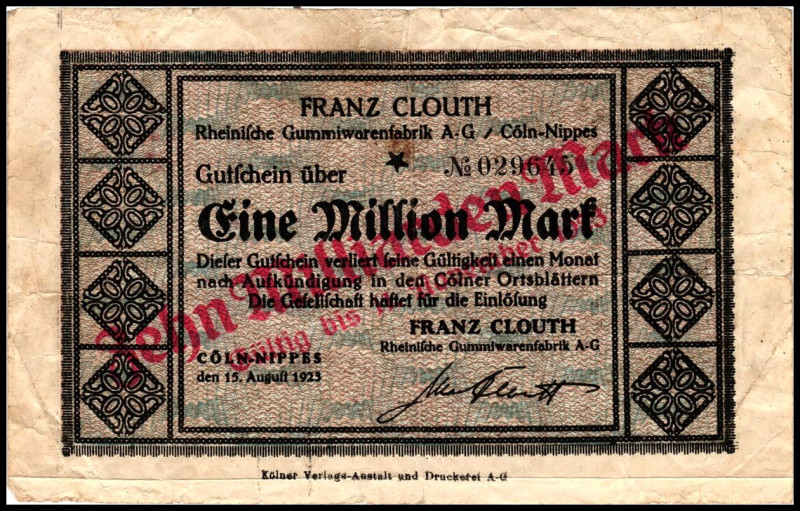 FRANZ CLOUTH
Rheinische Gummiwarenfabrik A-G / Cöln-Nippes
Gutschein über
★ № 029645
Eine Million Mark
Dieser Gutschein verliert seine Gültigkeit einen Monat
nach Aufkündigung in den Cölner Ortsblättern
Die Gesellschaft haftet für die Einlösung
FRANZ CLOUTH
Rheinische Gummiwarenfabrik A-G
CÖLN-NIPPES
den 15. August 1923
Zehn Milliarden Mark
Gültig bis
Kölner Verlags-Anstalt und Druckerei A-G